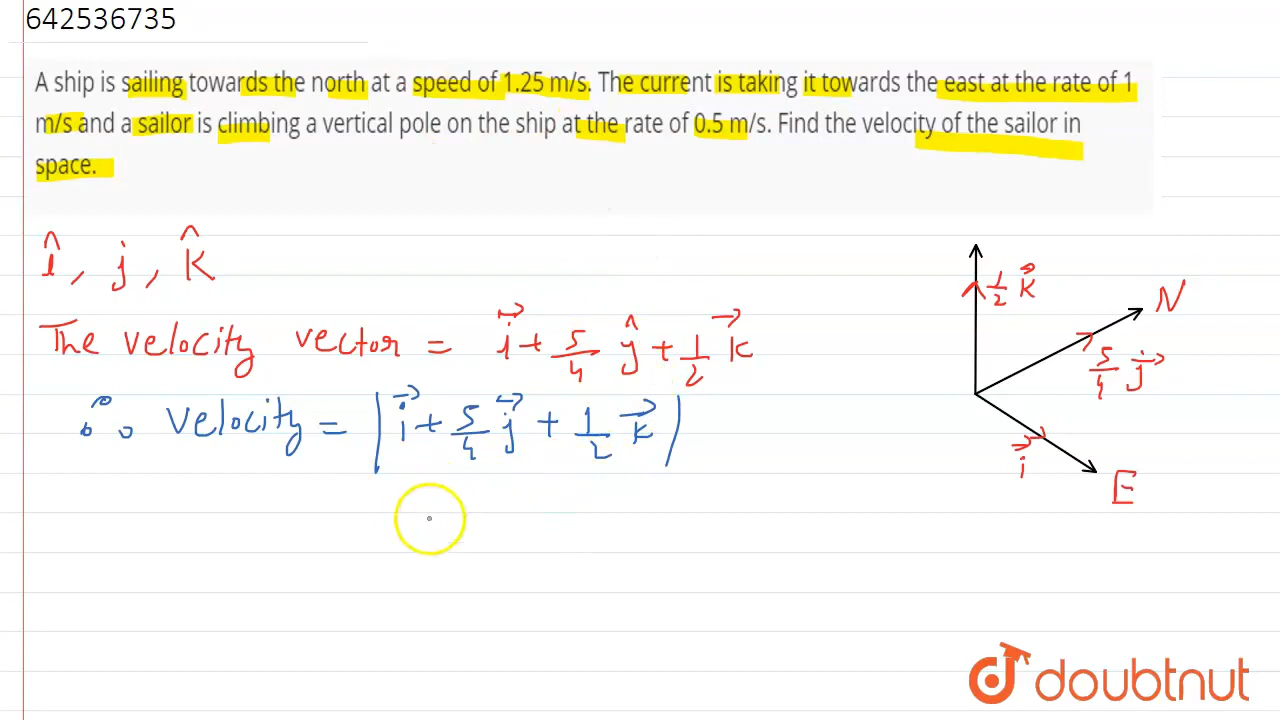 642536735
A ship is sailing towards the north at a speed of 1.25 m/s. The current is taking it towards the east at the rate of 1
m/s and a sailor is climbing a vertical pole on the ship at the rate of 0.5 m/s. Find the velocity of the sailor in
space.
î, j, k̂
The velocity vector = i⃗ + 5/4 ĵ + 1/2 k⃗
∴ velocity = | i⃗ + 5/4 j⃗ + 1/2 k⃗ |
1/2 k⃗
N
5/4 j⃗
i⃗
E
doubtnut